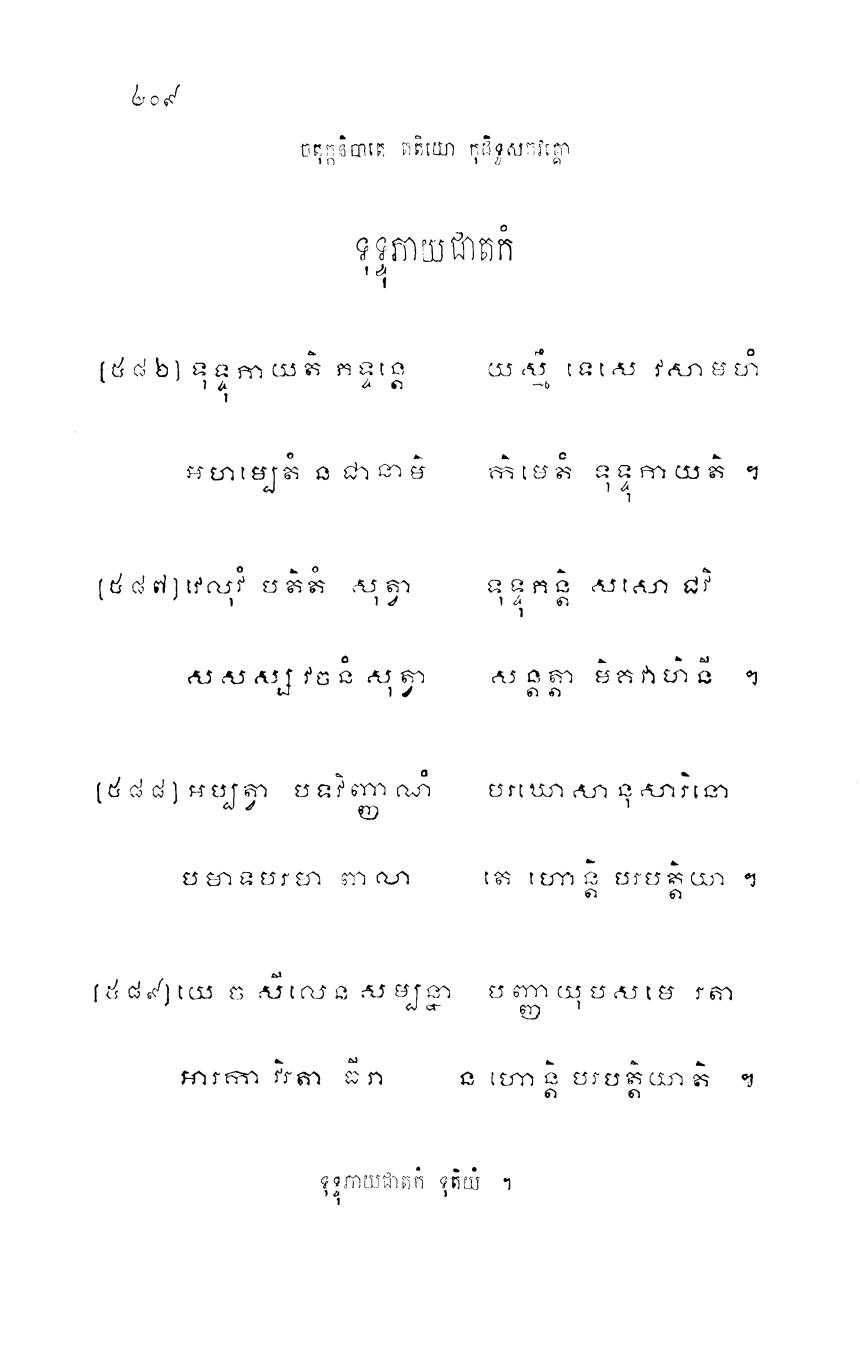 ២០៩
ចតុក្កនិបាតេ តតិយោ កុដិទូសកវគ្គោ
ទុទ្ទុភាយជាតកំ
[៥៨៦] ទុទ្ទុភាយតិ ភទ្ទន្តេ យស្មឹ ទេសេ វសាមហំ
អហម្បេតំ ន ជានាមិ កិមេតំ ទុទ្ទុភាយតិ ។
[៥៨៧] វេលុវំ បតិតំ សុត្វា ទុទ្ទុភន្តិ សសោ ជវិ
សសស្ស វចនំ សុត្វា សន្តត្តា មិគវាហិនី ។
[៥៨៨] អប្បត្វា បទវិញ្ញាណំ បរឃោសានុសារិនោ
បមាទបរមា ពាលា តេ ហោន្តិ បរបត្តិយា ។
[៥៨៩] យេ ច សីលេន សម្បន្នា បញ្ញាយុបសមេ រតា
អារកា វិរតា ធីរា ន ហោន្តិ បរបត្តិយាតិ ។
ទុទ្ទុភាយជាតកំ ទុតិយំ ។